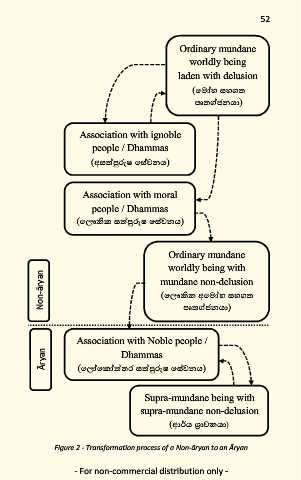 52
Ordinary mundane
worldly being
laden with delusion
(මෝහ සහගත
පෘතග්ජනයා)
Association with ignoble
people / Dhammas
(අසත්පුරුෂ සේවනය)
Association with moral
people / Dhammas
(ලෞකික සත්පුරුෂ සේවනය)
Ordinary mundane
worldly being with
mundane non-delusion
(ලෞකික අමෝහ සහගත
පෘතග්ජනයා)
Non-āryan
Āryan
Association with Noble people /
Dhammas
(ලෝකෝත්තර සත්පුරුෂ සේවනය)
Supra-mundane being with
supra-mundane non-delusion
(ආර්ය ශ්‍රාවකයා)
Figure 2 - Transformation process of a Non-āryan to an Āryan
- For non-commercial distribution only -